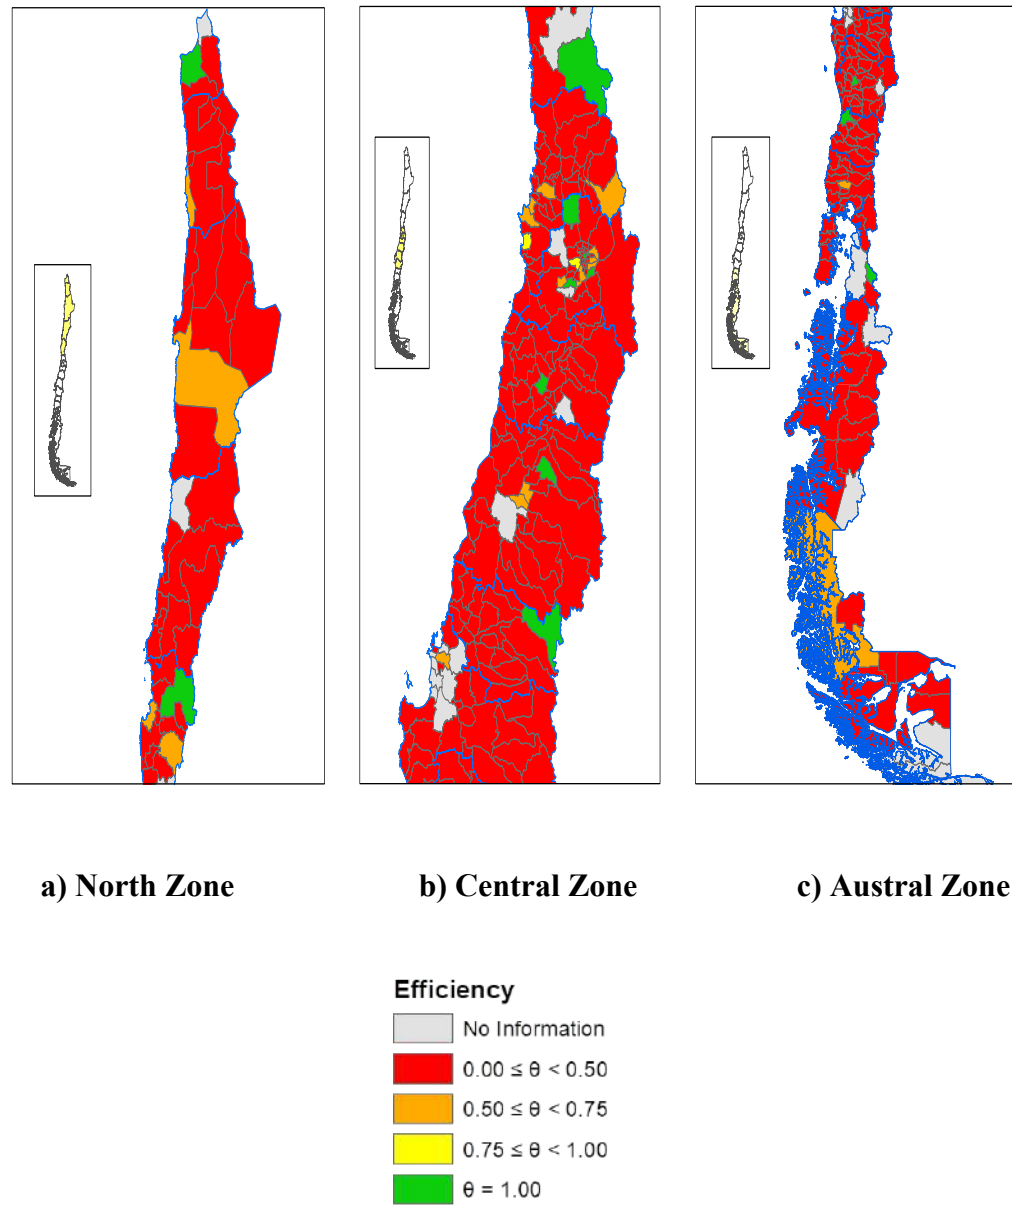 a) North Zone
b) Central Zone
c) Austral Zone
Efficiency
No Information
0.00 ≤ θ < 0.50
0.50 ≤ θ < 0.75
0.75 ≤ θ < 1.00
θ = 1.00